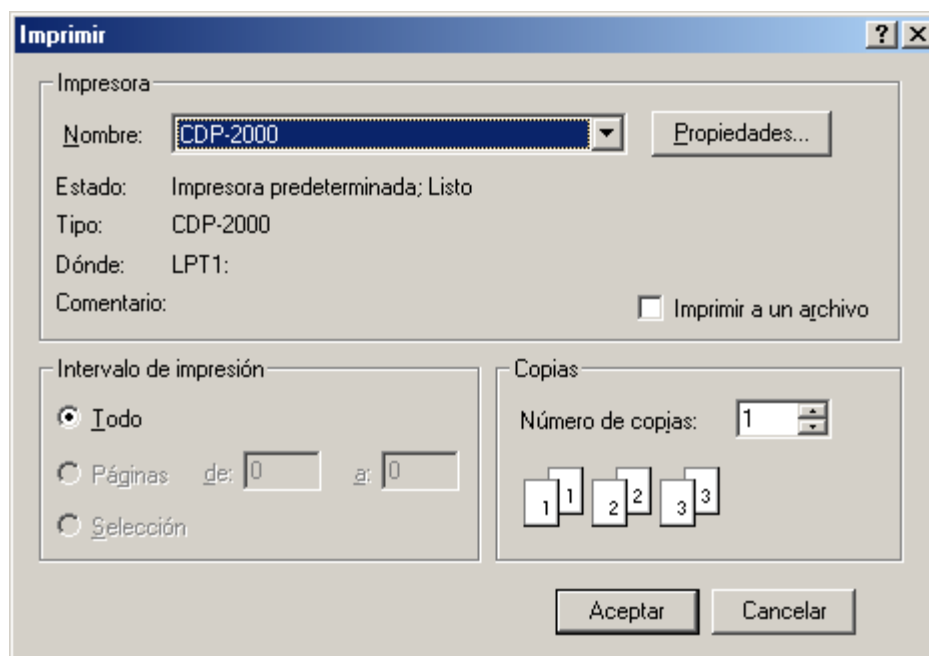 Imprimir
Impresora
Nombre: CDP-2000 Propiedades...
Estado: Impresora predeterminada; Listo
Tipo: CDP-2000
Dónde: LPT1:
Comentario: Imprimir a un archivo
Intervalo de impresión
Todo
Páginas de: 0 a: 0
Selección
Copias
Número de copias: 1
1 1 2 2 3 3
Aceptar Cancelar